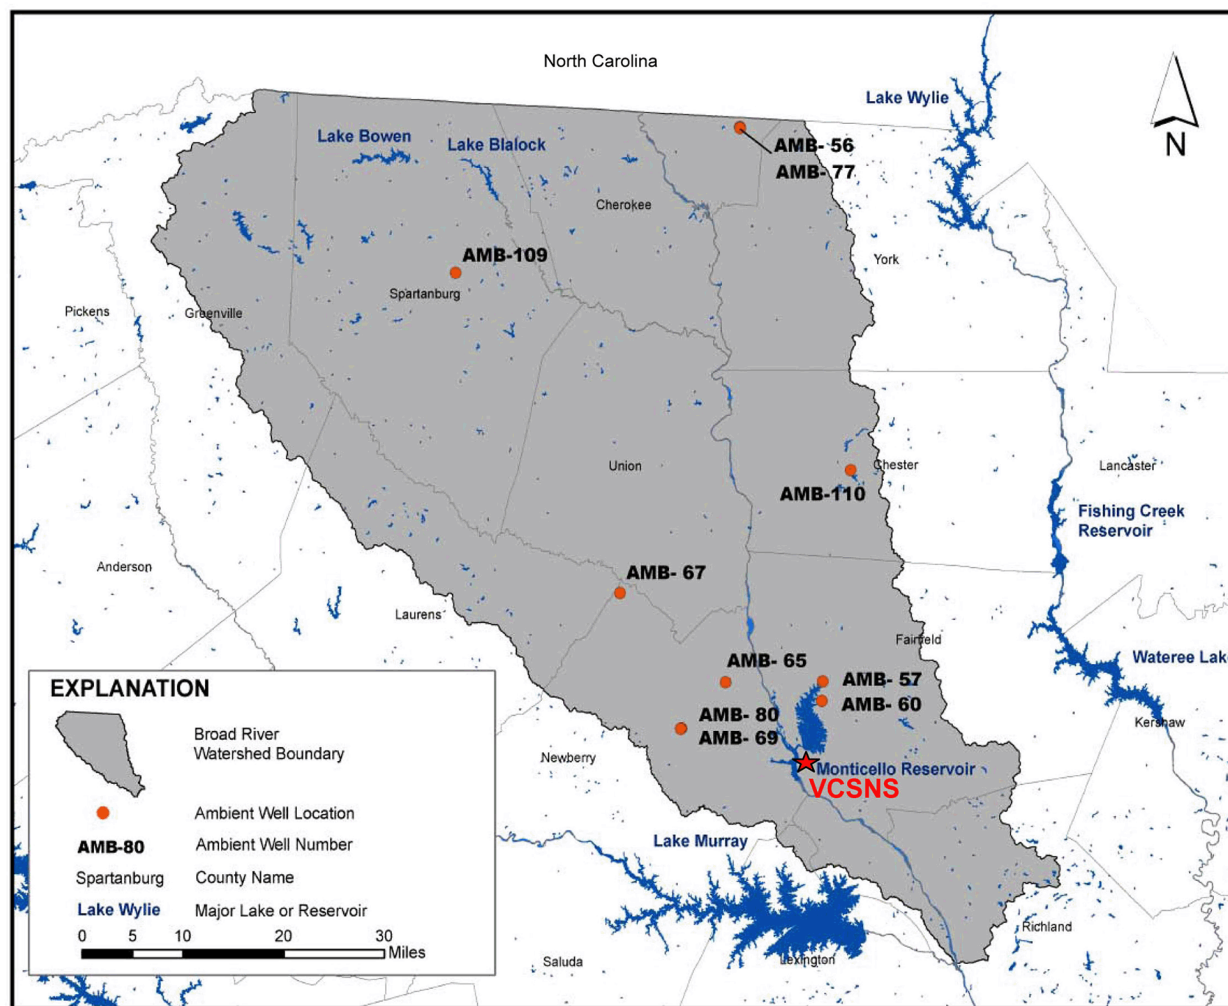 North Carolina
Lake Wylie
N
Lake Bowen
Lake Blalock
AMB- 56
AMB- 77
Cherokee
AMB-109
York
Spartanburg
Pickens
Greenville
Union
Chester
Lancaster
AMB-110
Fishing Creek
Reservoir
Anderson
AMB- 67
Laurens
Fairfield
Wateree Lake
AMB- 65
AMB- 57
AMB- 60
AMB- 80
AMB- 69
Kershaw
Newberry
Monticello Reservoir
VCSNS
Lake Murray
Richland
Saluda
Lexington
EXPLANATION
Broad River
Watershed Boundary
Ambient Well Location
AMB-80 Ambient Well Number
Spartanburg County Name
Lake Wylie Major Lake or Reservoir
0 5 10 20 30
Miles